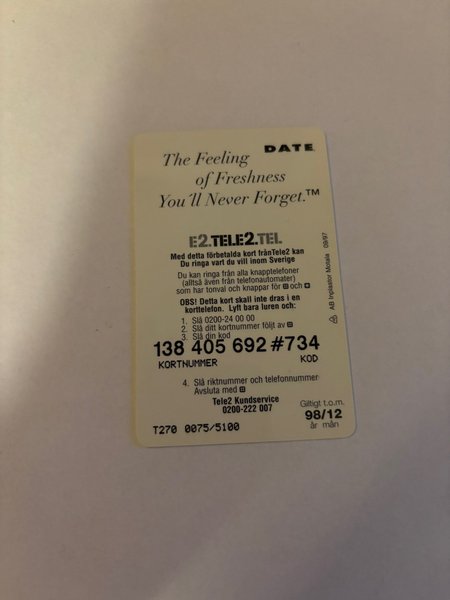 DATE
The Feeling
of Freshness
You'll Never Forget.™
E2.TELE2.TEL
Med detta förbetalda kort frånTele2 kan
Du ringa vart du vill inom Sverige
Du kan ringa från alla knapptelefoner
(alltså även från telefonautomater)
som har tonval och knappar för och
OBS! Detta kort skall inte dras i en
korttelefon. Lyft bara luren och:
1. Slå 0200-24 00 00
2. Slå ditt kortnummer följt av
3. Slå din kod
138 405 692 #734
KORTNUMMER KOD
4. Slå riktnummer och telefonnummer
Avsluta med
Tele2 Kundservice
0200-222 007
Giltigt t.o.m.
98/12
år mån
T270 0075/5100
AB Inplastor Motala 09/97